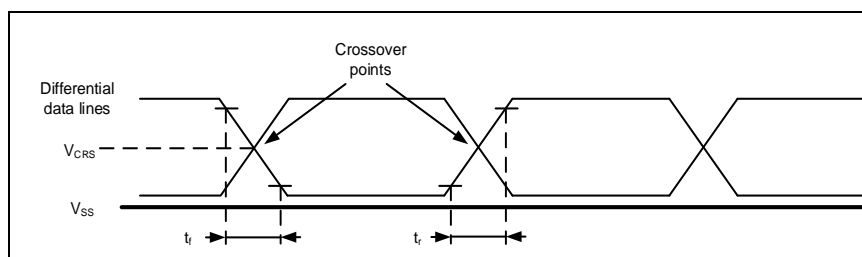 Crossover
points
Differential
data lines
VCRS
VSS
tf
tr